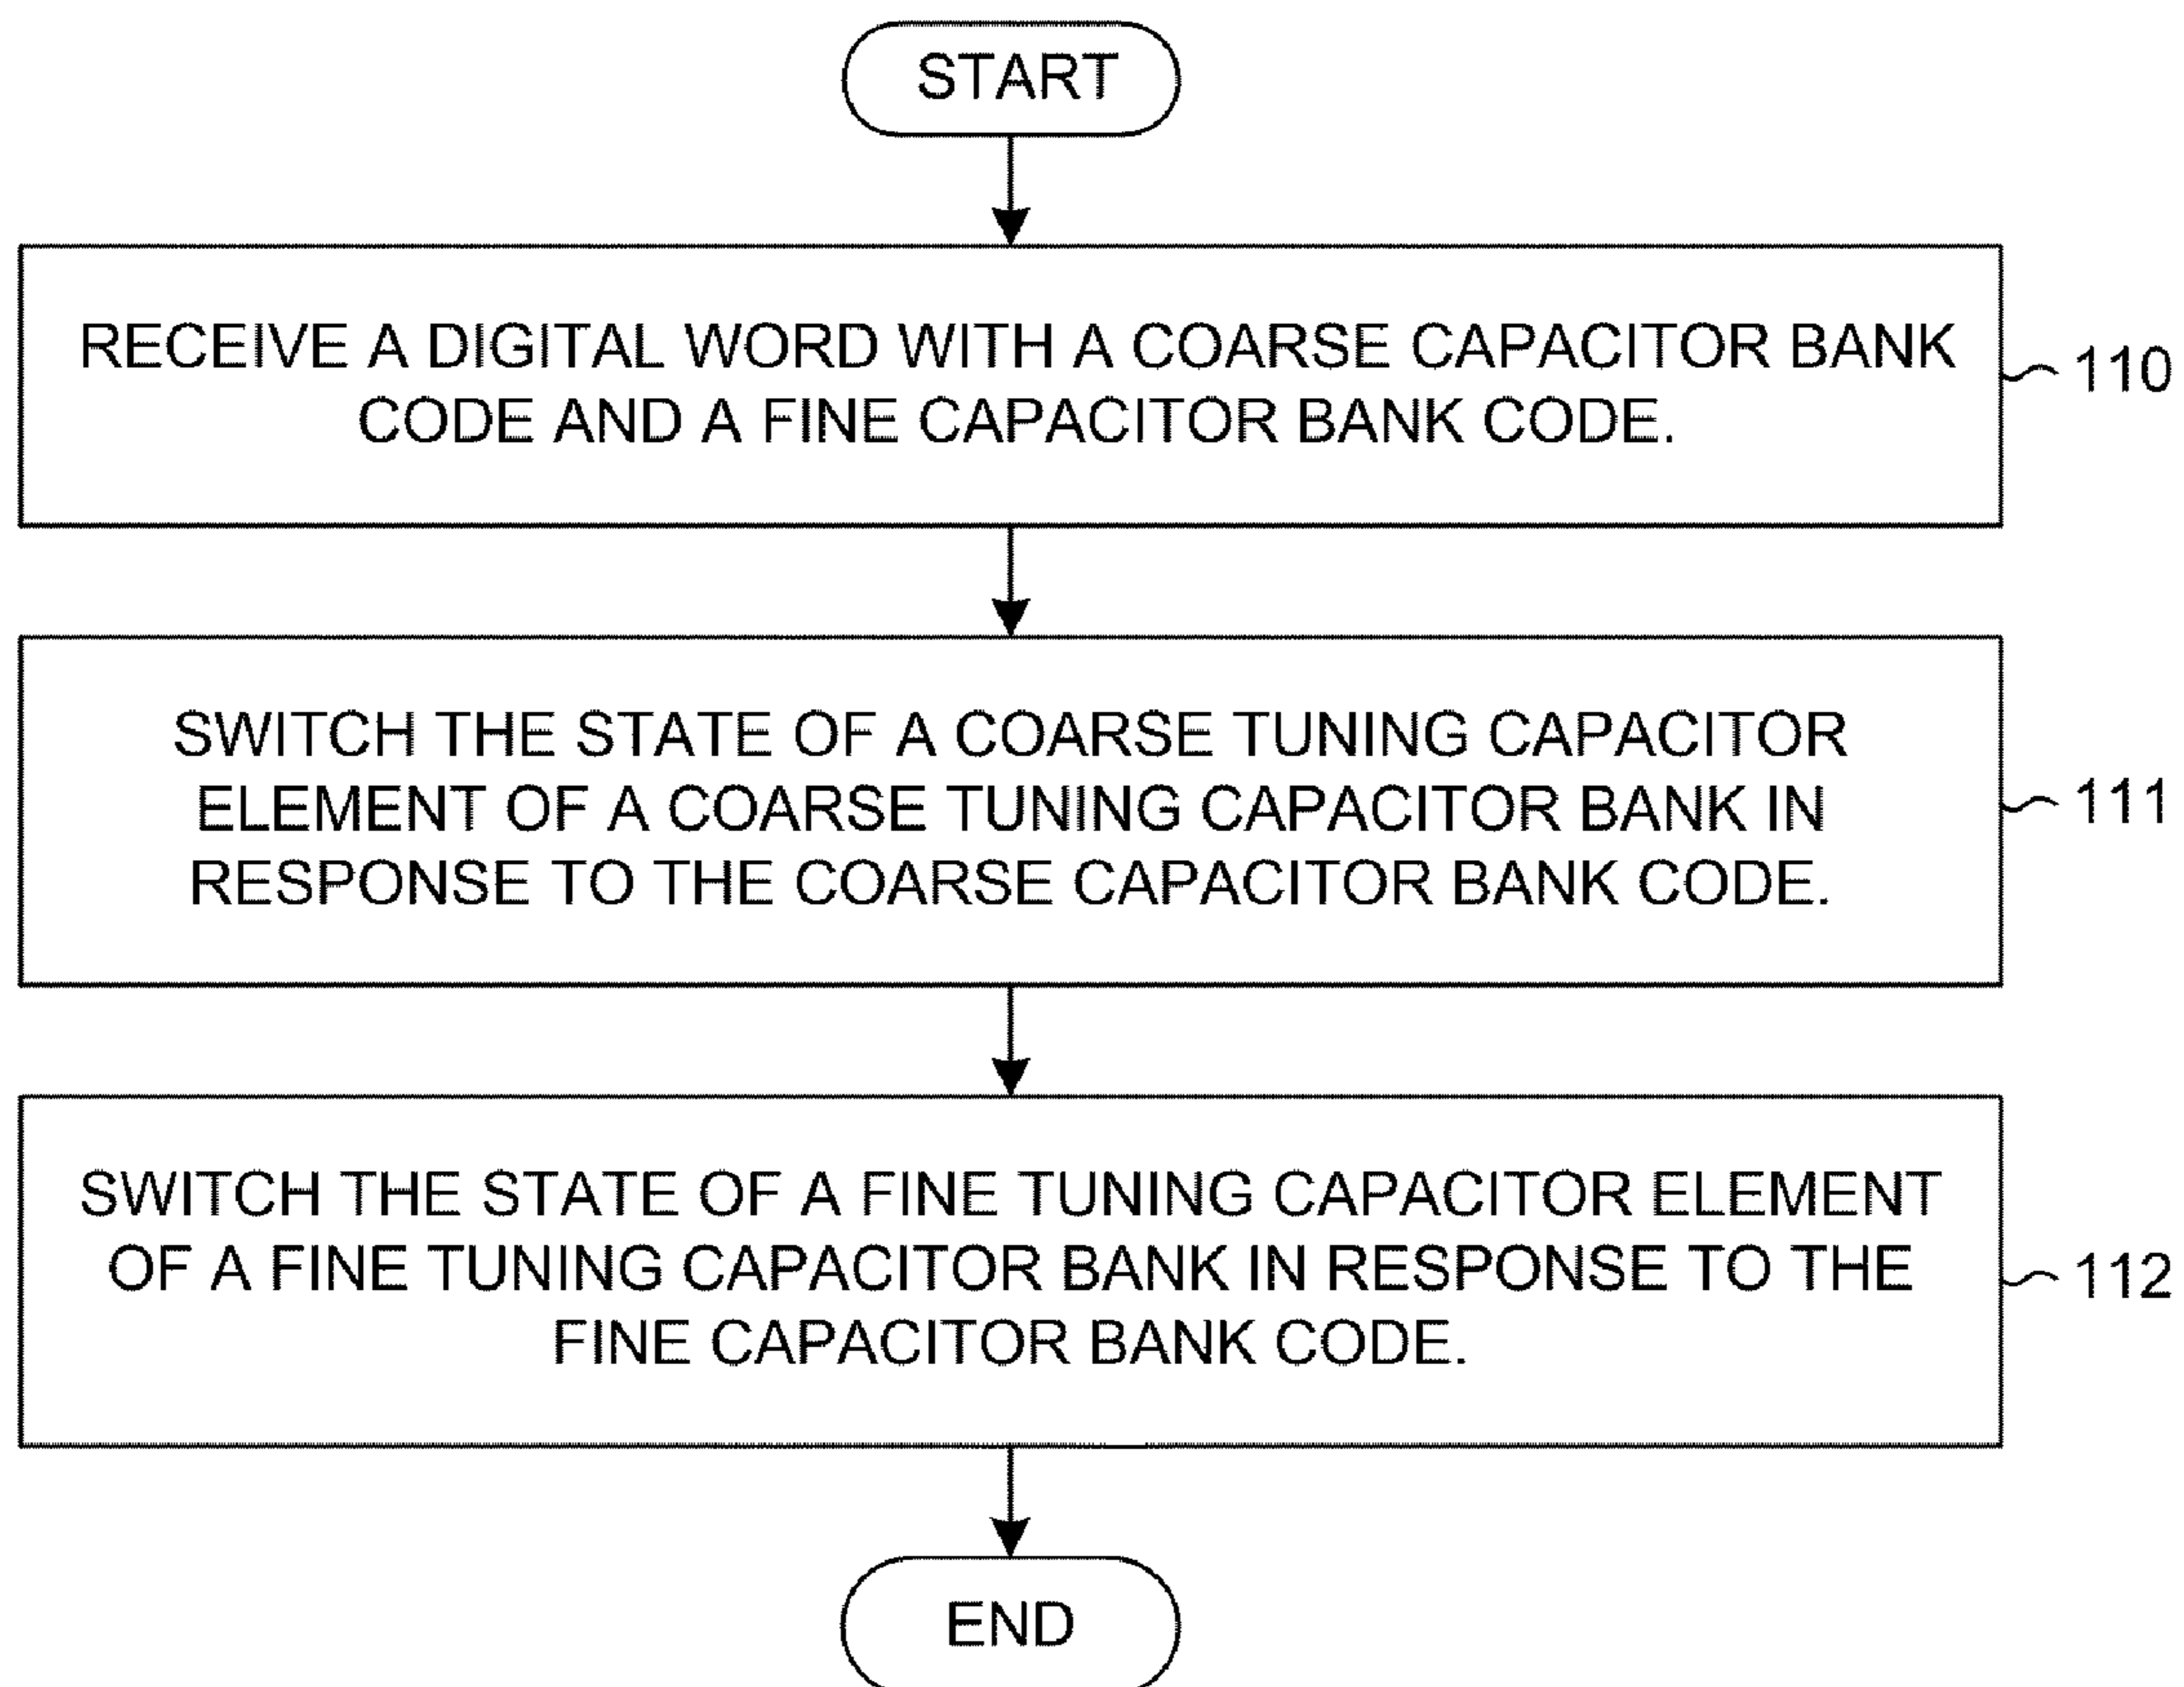 START
RECEIVE A DIGITAL WORD WITH A COARSE CAPACITOR BANK
CODE AND A FINE CAPACITOR BANK CODE.
110
SWITCH THE STATE OF A COARSE TUNING CAPACITOR
ELEMENT OF A COARSE TUNING CAPACITOR BANK IN
RESPONSE TO THE COARSE CAPACITOR BANK CODE.
111
SWITCH THE STATE OF A FINE TUNING CAPACITOR ELEMENT
OF A FINE TUNING CAPACITOR BANK IN RESPONSE TO THE
FINE CAPACITOR BANK CODE.
112
END